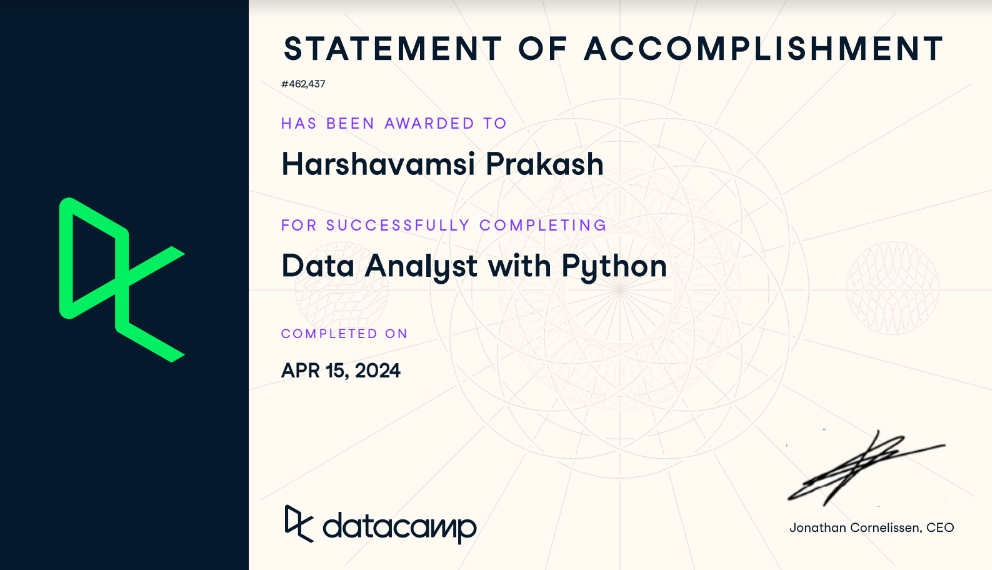 STATEMENT OF ACCOMPLISHMENT
#462,437
HAS BEEN AWARDED TO
Harshavamsi Prakash
FOR SUCCESSFULLY COMPLETING
Data Analyst with Python
COMPLETED ON
APR 15, 2024
datacamp
Jonathan Cornelissen, CEO